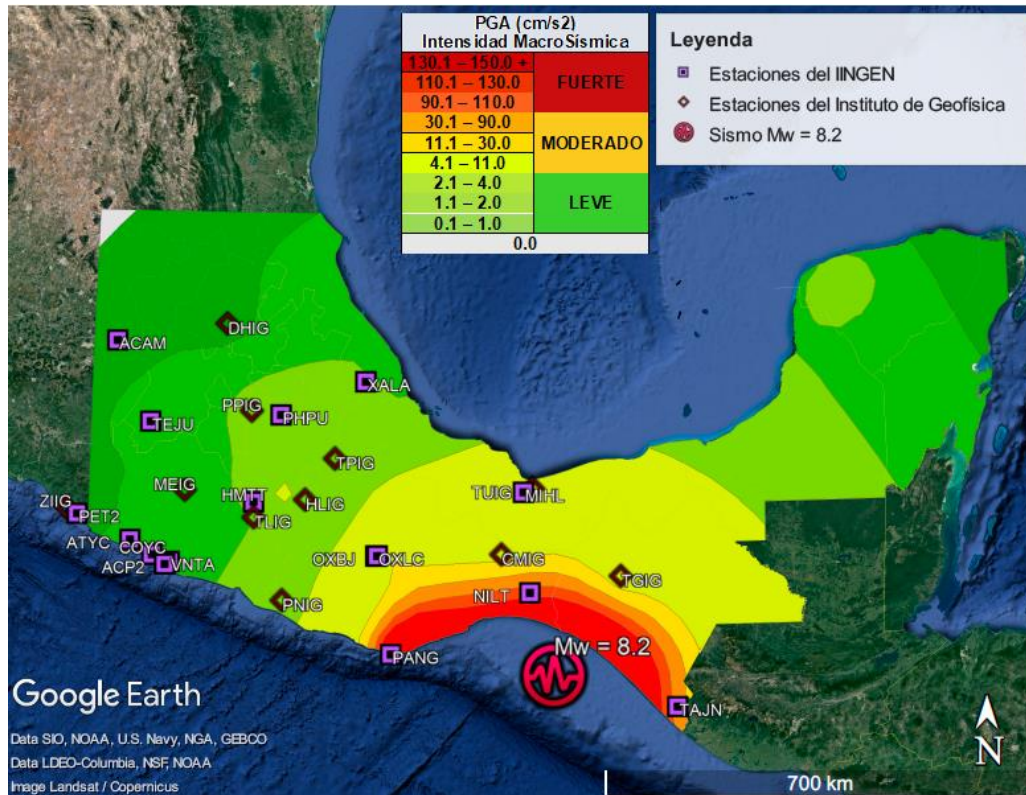 PGA (cm/s2)
Intensidad MacroSísmica
130.1 – 150.0 +
110.1 – 130.0
90.1 – 110.0
FUERTE
30.1 – 90.0
11.1 – 30.0
4.1 – 11.0
MODERADO
2.1 – 4.0
1.1 – 2.0
0.1 – 1.0
LEVE
0.0
Leyenda
Estaciones del IINGEN
Estaciones del Instituto de Geofísica
Sismo Mw = 8.2
DHIG
ACAM
XALA
PPIG
PHPU
TEJU
TPIG
MEIG
HMTT
HLIG
TUIG
MIHL
ZIIG
PET2
TLIG
ATYC
COYC
ACP2
VNTA
OXBJ
OXLC
CMIG
TGIG
NILT
PNIG
PANG
Mw = 8.2
TAJN
Google Earth
Data SIO, NOAA, U.S. Navy, NGA, GEBCO
Data LDEO-Columbia, NSF, NOAA
Image Landsat / Copernicus
N
700 km